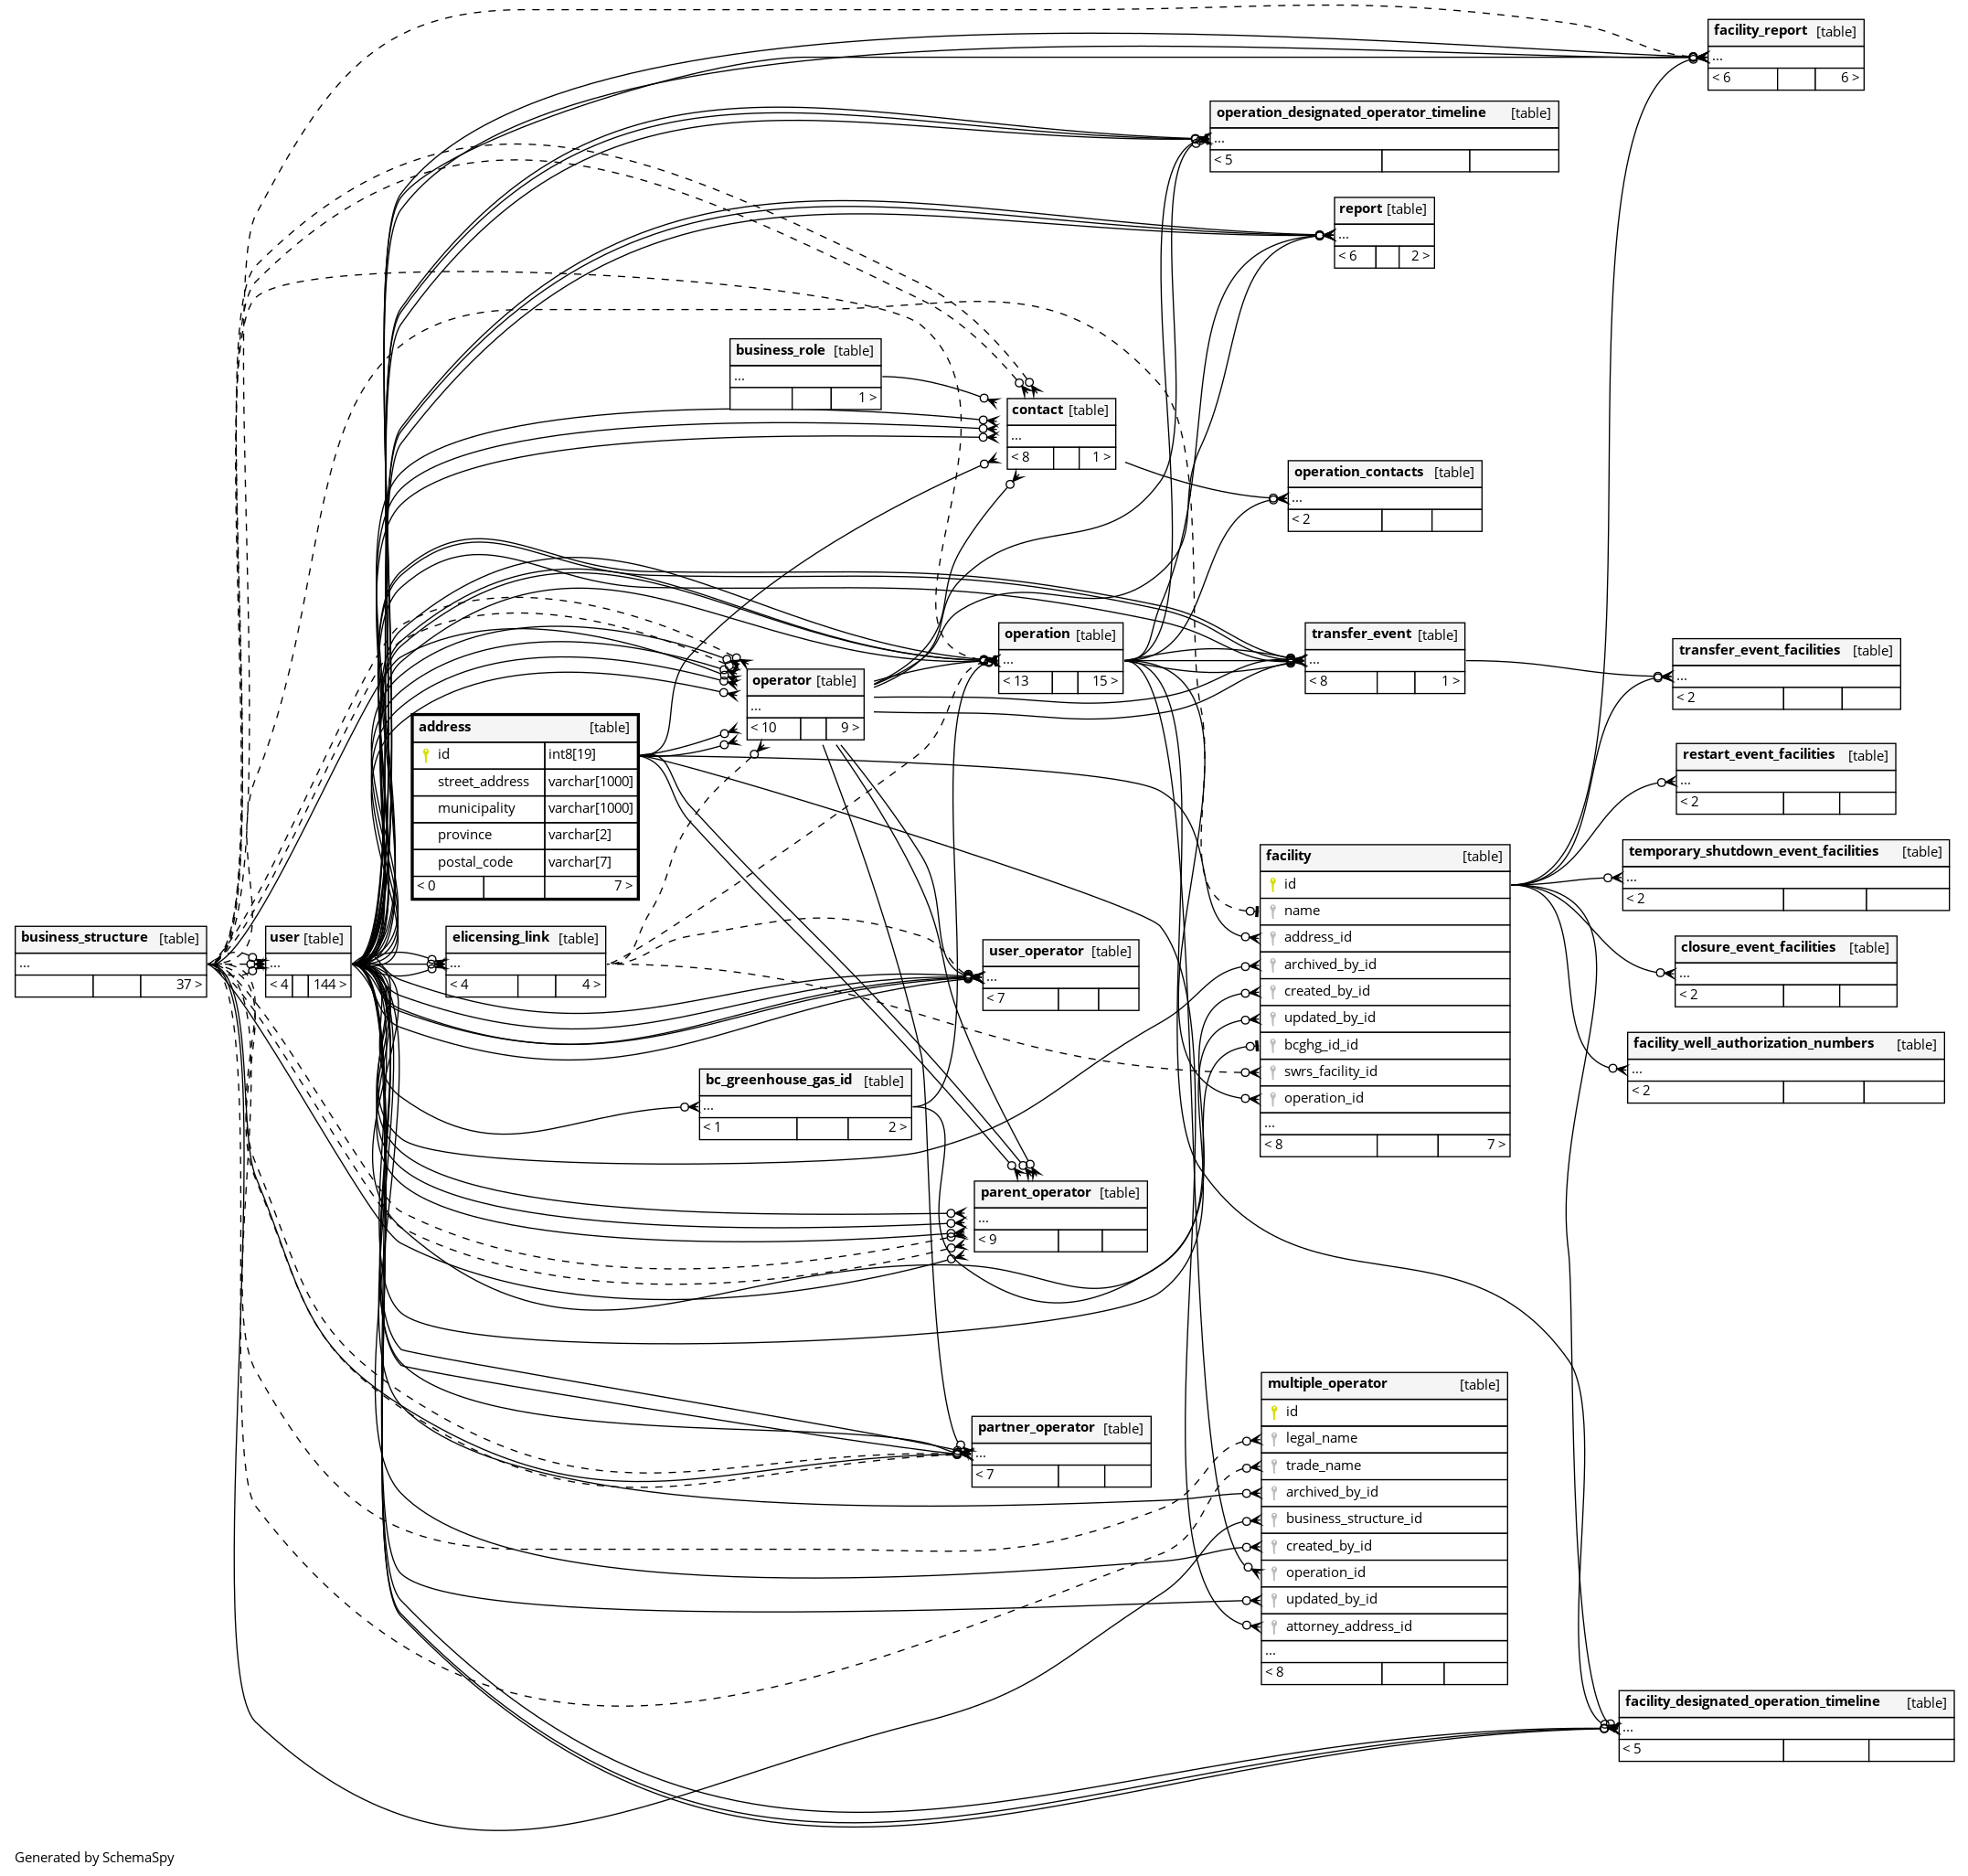 facility_report [table]
...
< 6 6 >
operation_designated_operator_timeline [table]
...
< 5
report [table]
...
< 6 2 >
business_role [table]
...
1 >
contact [table]
...
< 8 1 >
operation_contacts [table]
...
< 2
operation [table]
...
< 13 15 >
transfer_event [table]
...
< 8 1 >
transfer_event_facilities [table]
...
< 2
operator [table]
...
< 10 9 >
address [table]
id int8[19]
street_address varchar[1000]
municipality varchar[1000]
province varchar[2]
postal_code varchar[7]
< 0 7 >
restart_event_facilities [table]
...
< 2
temporary_shutdown_event_facilities [table]
...
< 2
facility [table]
id
name
address_id
archived_by_id
created_by_id
updated_by_id
bcghg_id_id
swrs_facility_id
operation_id
...
< 8 7 >
business_structure [table]
...
37 >
user [table]
...
< 4 144 >
elicensing_link [table]
...
< 4 4 >
user_operator [table]
...
< 7
closure_event_facilities [table]
...
< 2
facility_well_authorization_numbers [table]
...
< 2
bc_greenhouse_gas_id [table]
...
< 1 2 >
parent_operator [table]
...
< 9
multiple_operator [table]
id
legal_name
trade_name
archived_by_id
business_structure_id
created_by_id
operation_id
updated_by_id
attorney_address_id
...
< 8
partner_operator [table]
...
< 7
facility_designated_operation_timeline [table]
...
< 5
Generated by SchemaSpy